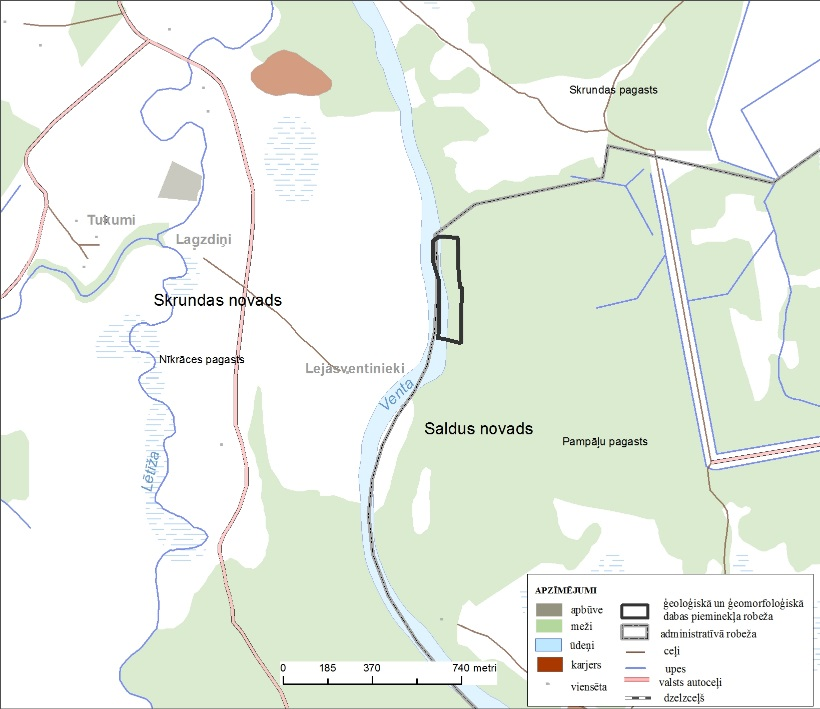 Skrundas pagasts
Tukumi
Lagzdiņi
Skrundas novads
Nīkrāces pagasts
Lejasventinieki
Venta
Saldus novads
Pampāļu pagasts
Lētīža
APZĪMĒJUMI
apbūve
meži
ūdeņi
karjers
viensēta
ģeoloģiskā un ģeomorfoloģiskā
dabas pieminekļa robeža
administratīvā robeža
ceļi
upes
valsts autoceļi
dzelzceļš
0 185 370 740 metri